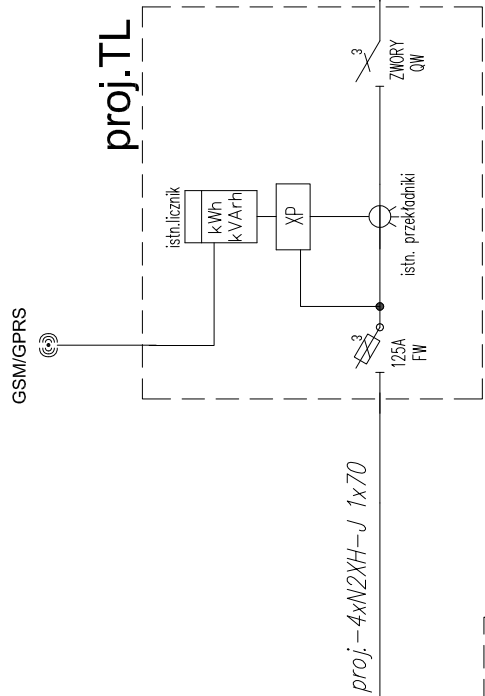 proj.TL
GSM/GPRS
istn.licznik
kWh
kVArh
XP
istn. przekładniki
3
ZWORY
QW
3
125A
FW
proj.-4xN2XH-J 1x70